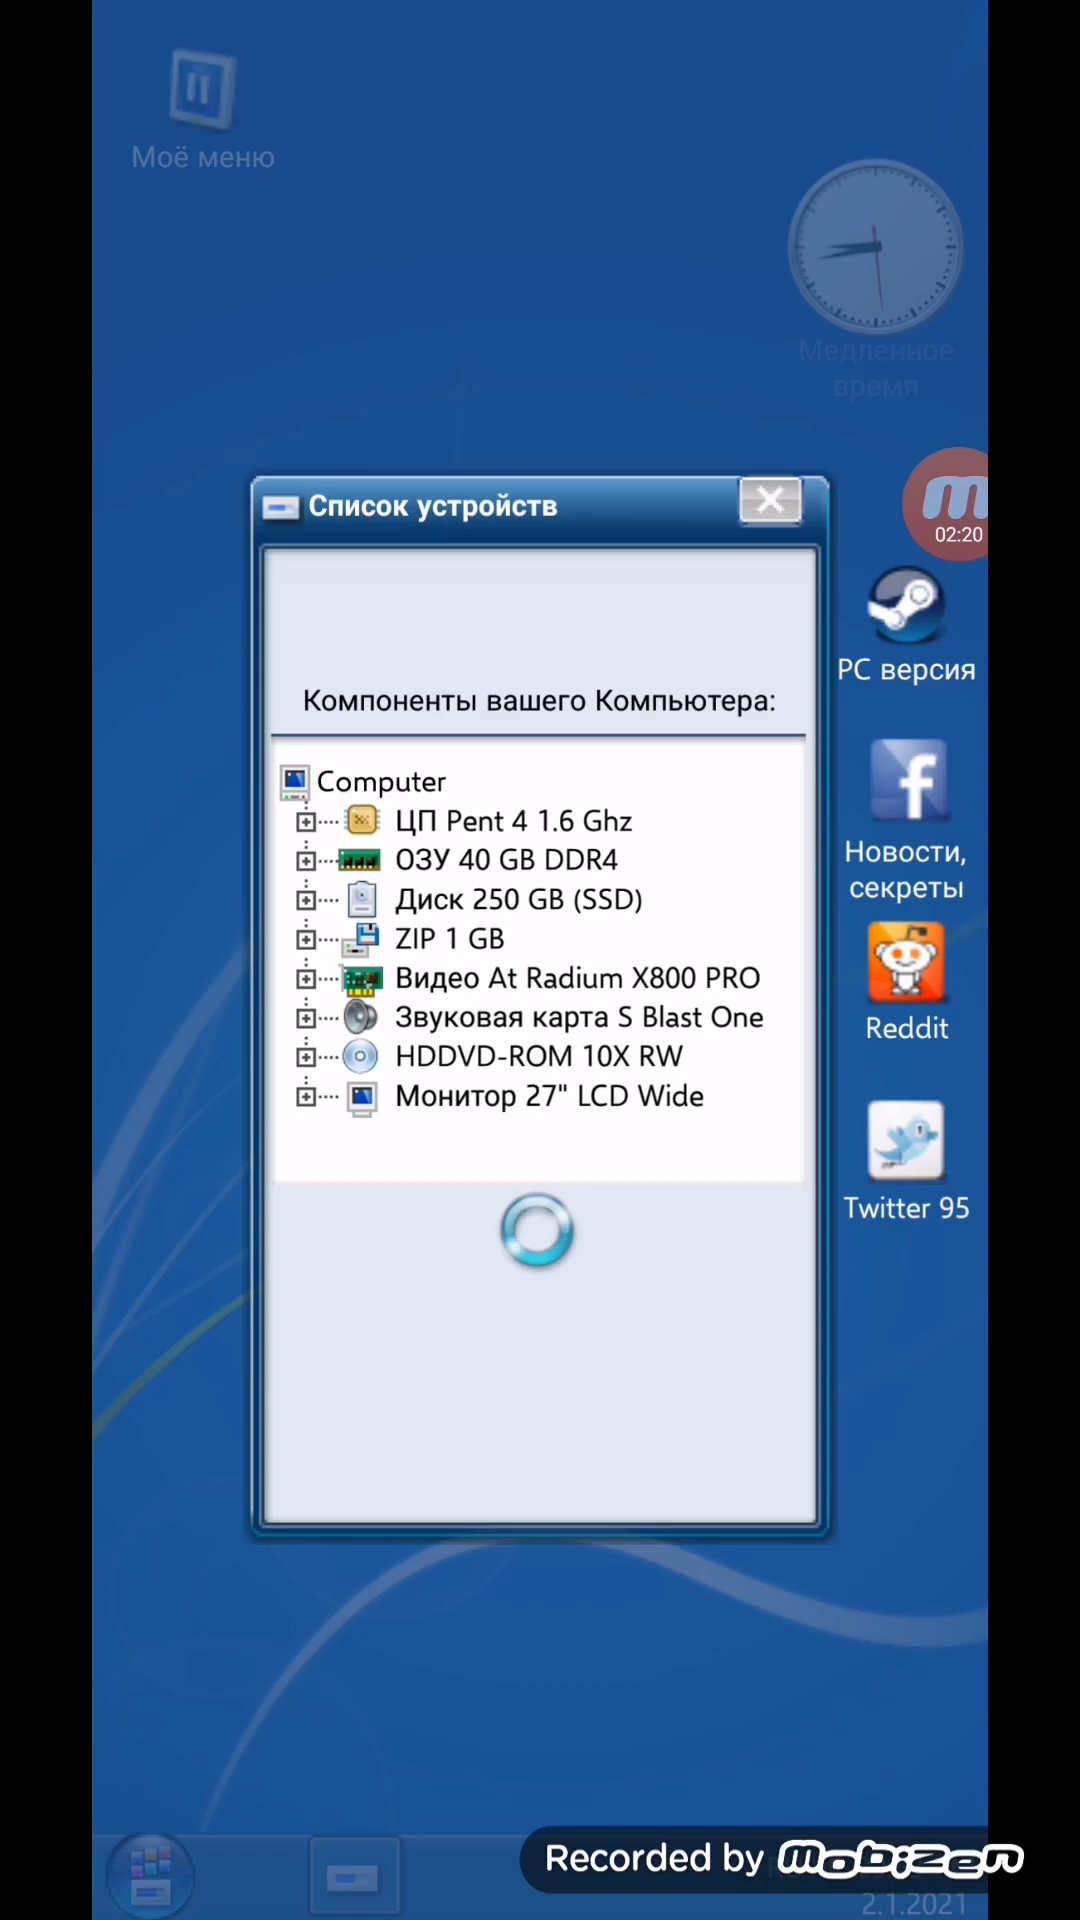 Моё меню
Медленное
время
Список устройств
02:20
PC версия
Компоненты вашего Компьютера:
Computer
ЦП Pent 4 1.6 Ghz
ОЗУ 40 GB DDR4
Диск 250 GB (SSD)
ZIP 1 GB
Видео At Radium X800 PRO
Звуковая карта S Blast One
HDDVD-ROM 10X RW
Монитор 27" LCD Wide
Новости,
секреты
Reddit
Twitter 95
Recorded by mobizen
2.1.2021